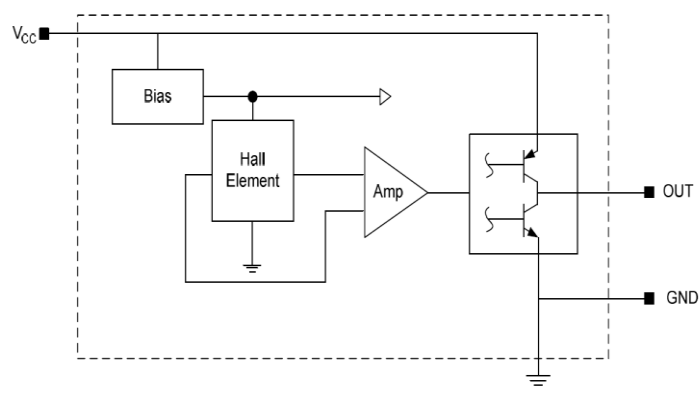 VCC
Bias
Hall
Element
Amp
OUT
GND